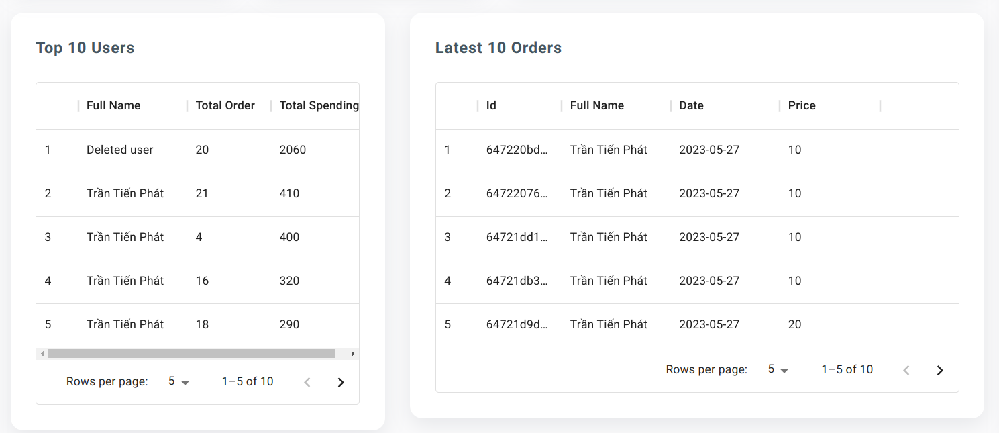 Top 10 Users
Full Name Total Order Total Spending
1 Deleted user 20 2060
2 Trần Tiến Phát 21 410
3 Trần Tiến Phát 4 400
4 Trần Tiến Phát 16 320
5 Trần Tiến Phát 18 290
Rows per page: 5 1–5 of 10
Latest 10 Orders
Id Full Name Date Price
1 647220bd... Trần Tiến Phát 2023-05-27 10
2 64722076... Trần Tiến Phát 2023-05-27 10
3 64721dd1... Trần Tiến Phát 2023-05-27 10
4 64721db3... Trần Tiến Phát 2023-05-27 10
5 64721d9d... Trần Tiến Phát 2023-05-27 20
Rows per page: 5 1–5 of 10